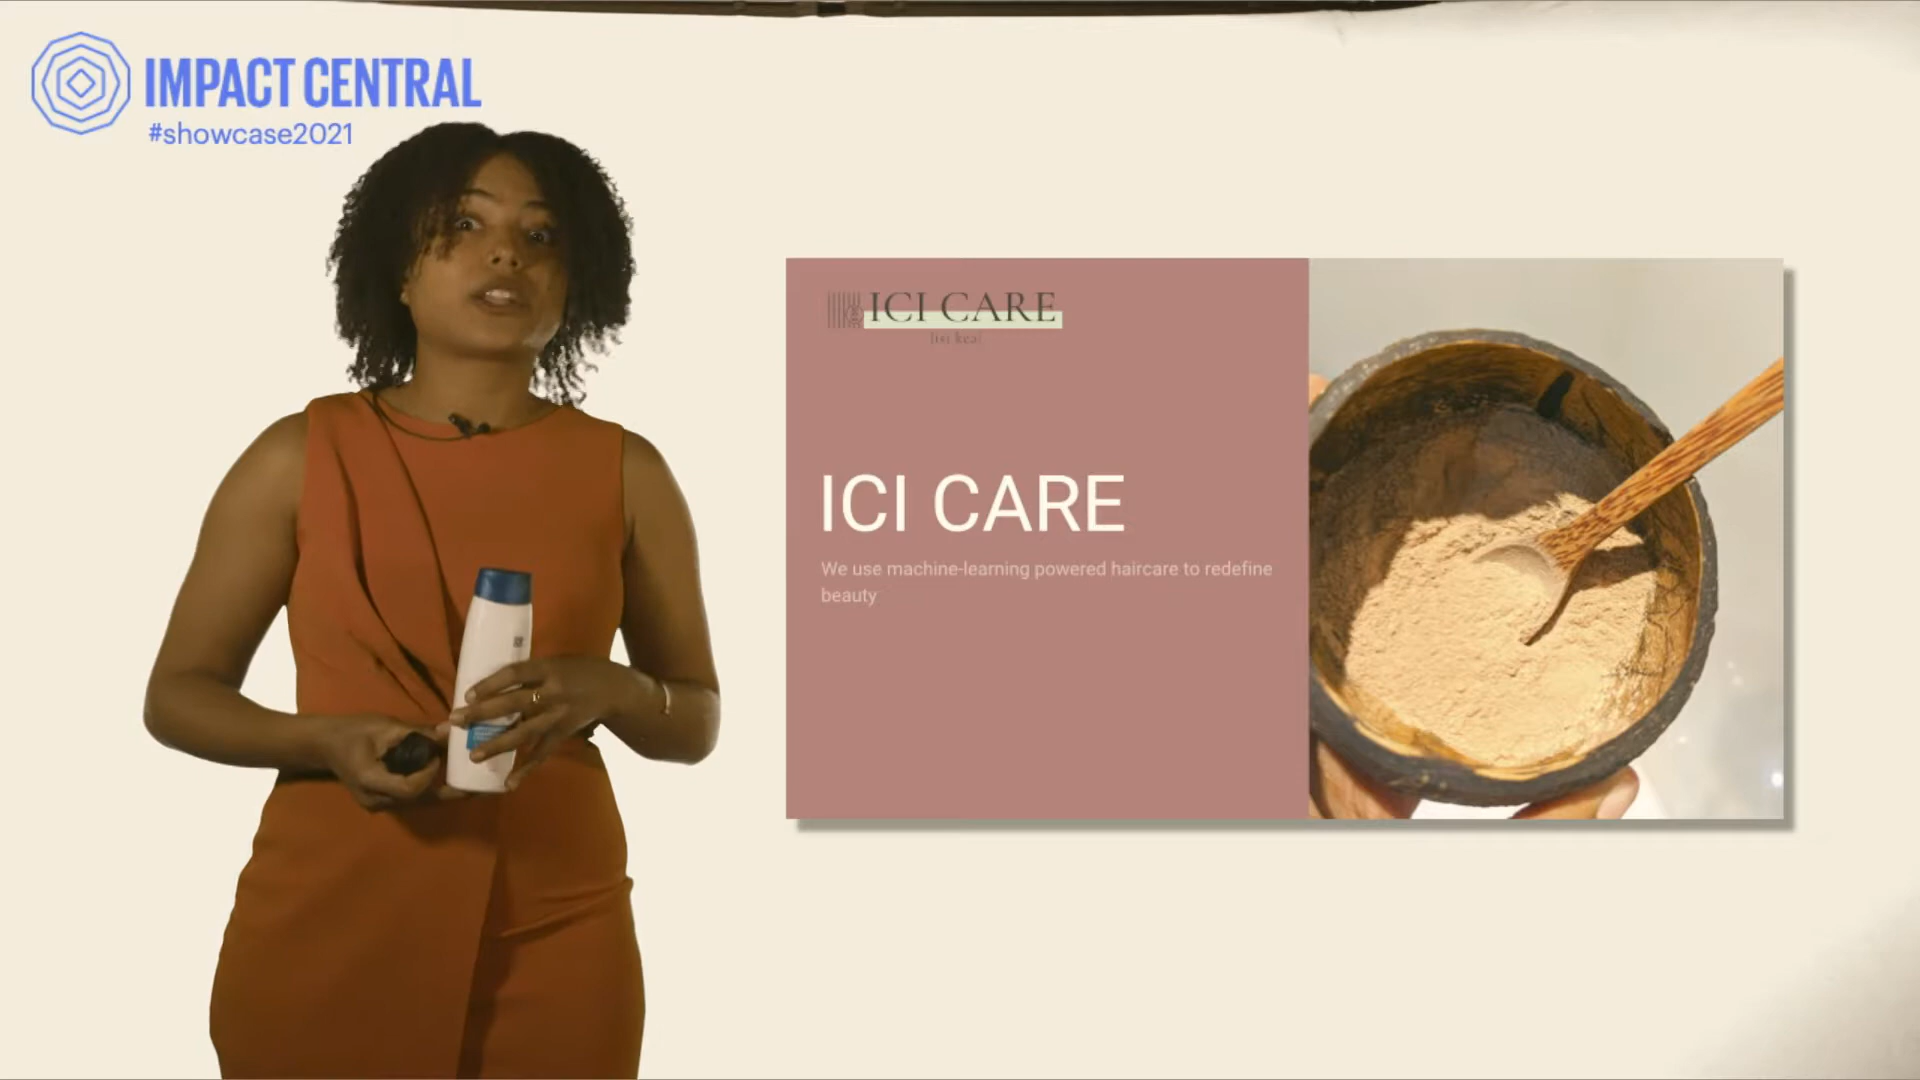 IMPACT CENTRAL
#showcase2021
ICI CARE
ICI CARE
We use machine-learning powered haircare to redefine
beauty